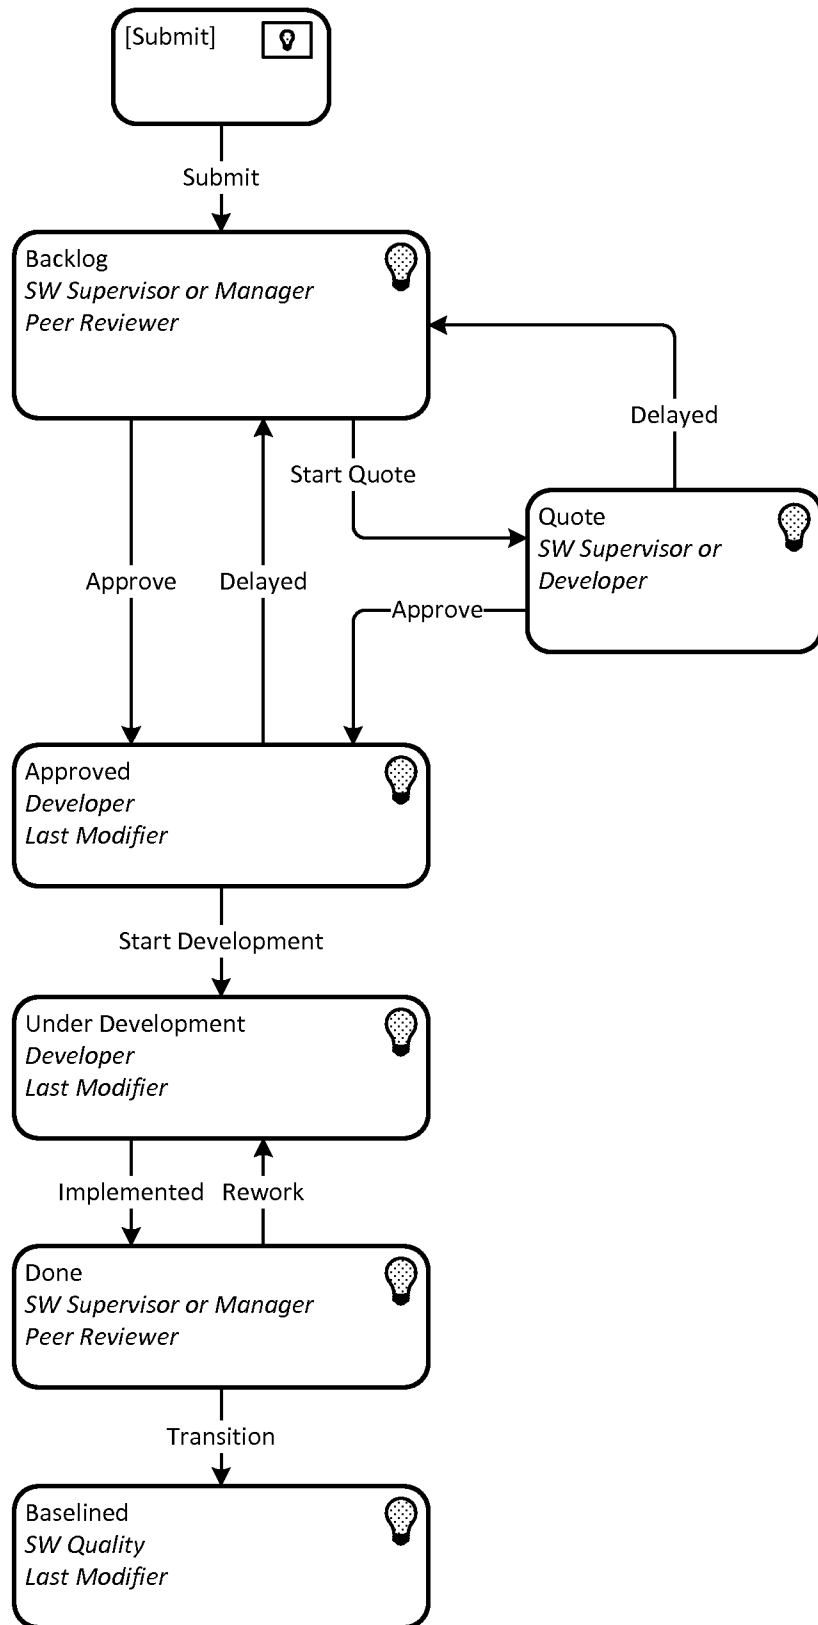 [Submit]
Submit
Backlog
SW Supervisor or Manager
Peer Reviewer
Delayed
Start Quote
Quote
SW Supervisor or
Developer
Approve
Delayed
Approve
Approved
Developer
Last Modifier
Start Development
Under Development
Developer
Last Modifier
Implemented
Rework
Done
SW Supervisor or Manager
Peer Reviewer
Transition
Baselined
SW Quality
Last Modifier